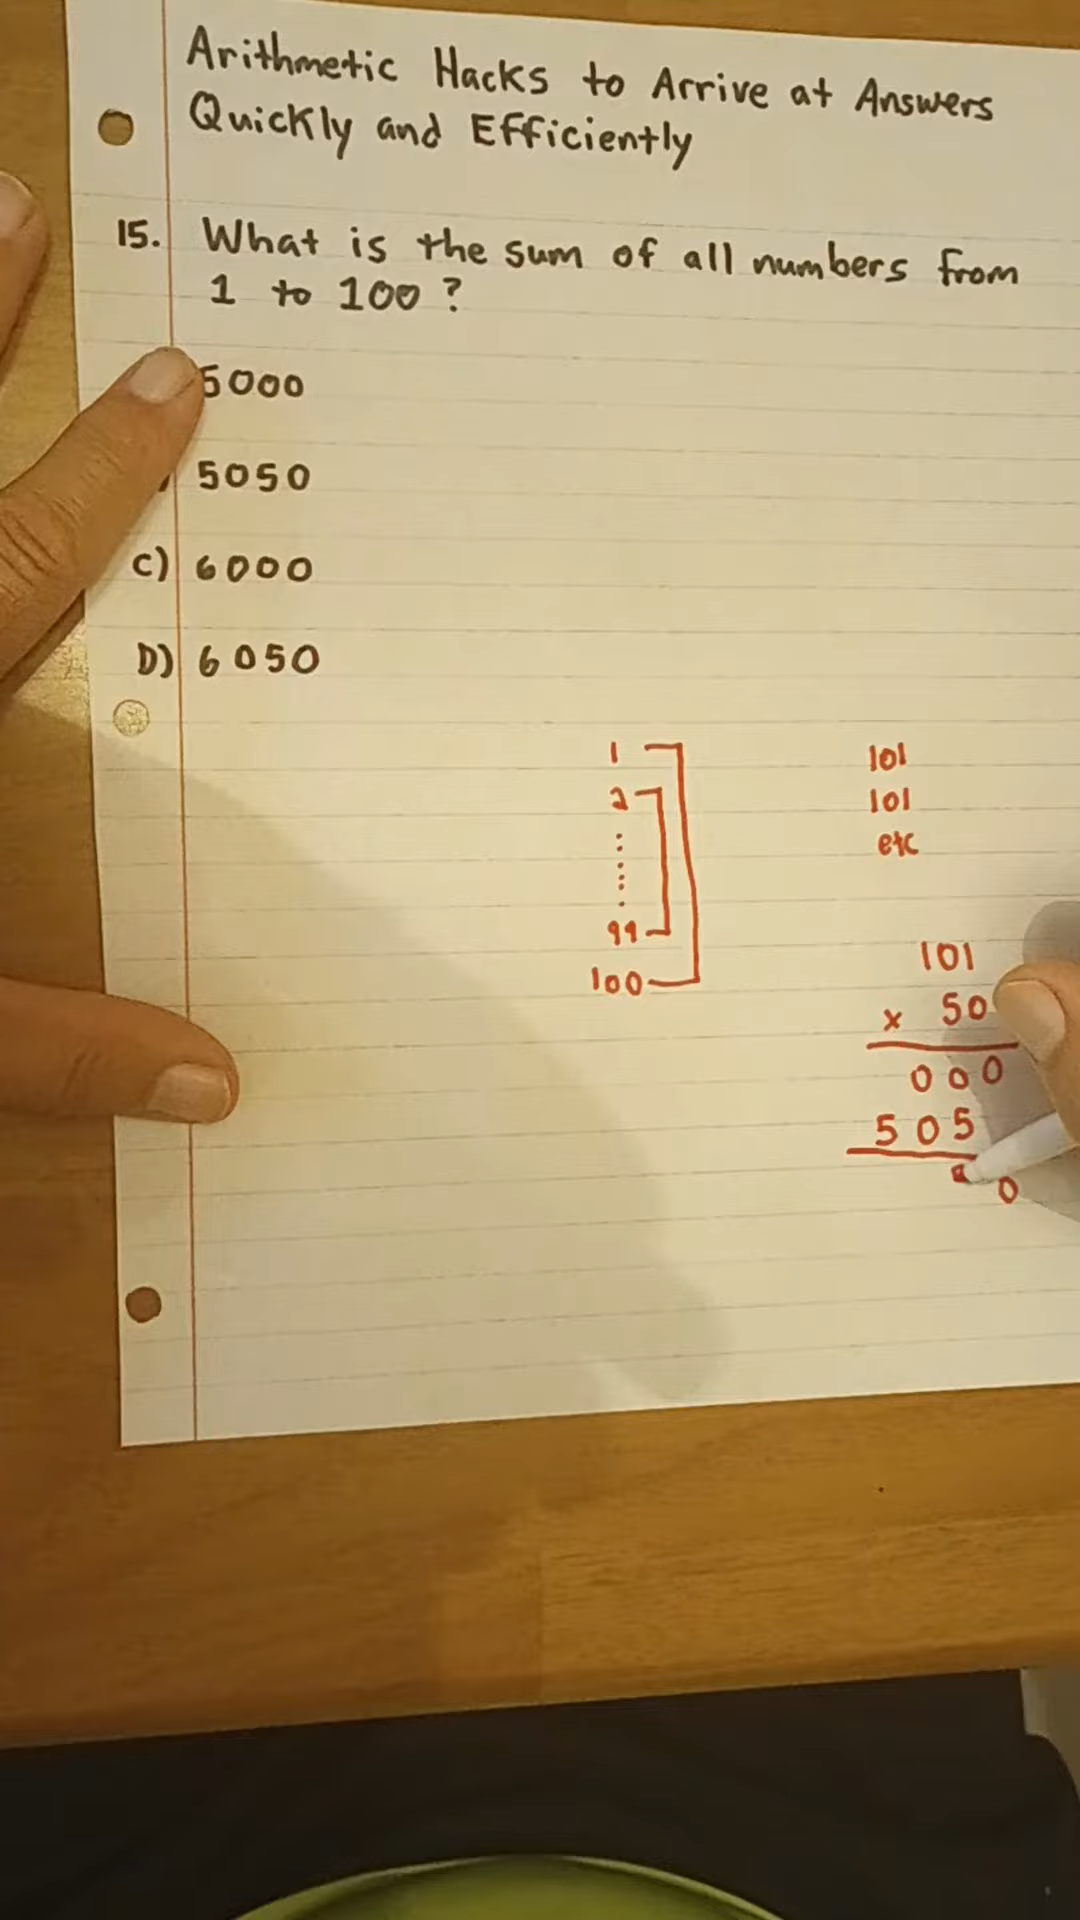 Arithmetic Hacks to Arrive at Answers
Quickly and Efficiently
15. What is the sum of all numbers from
1 to 100?
5000
5050
C) 6000
D) 6050
1
2
99
100
101
101
etc
101
x 50
000
505
0